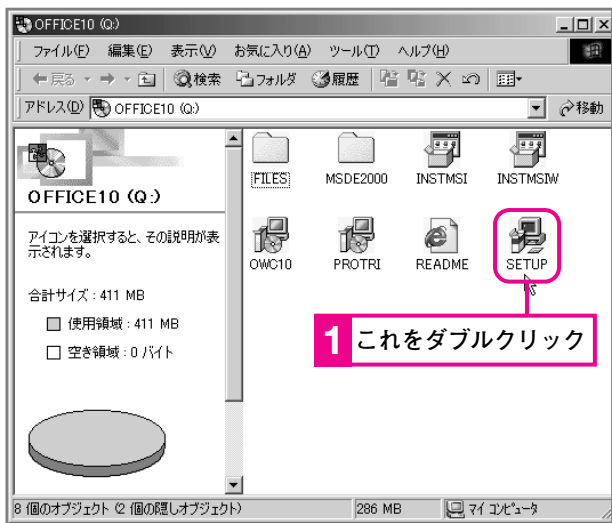 OFFICE10 (Q:)
ファイル(F) 編集(E) 表示(V) お気に入り(A) ツール(T) ヘルプ(H)
戻る 検索 フォルダ 履歴
アドレス(D) OFFICE10 (Q:) 移動
OFFICE10 (Q:)
アイコンを選択すると、その説明が表
示されます。
合計サイズ : 411 MB
使用領域 : 411 MB
空き領域 : 0 バイト
FILES MSDE2000 INSTMSI INSTMSIW
OWC10 PROTRI README SETUP
1 これをダブルクリック
8 個のオブジェクト (2 個の隠しオブジェクト) 286 MB マイ コンピュータ